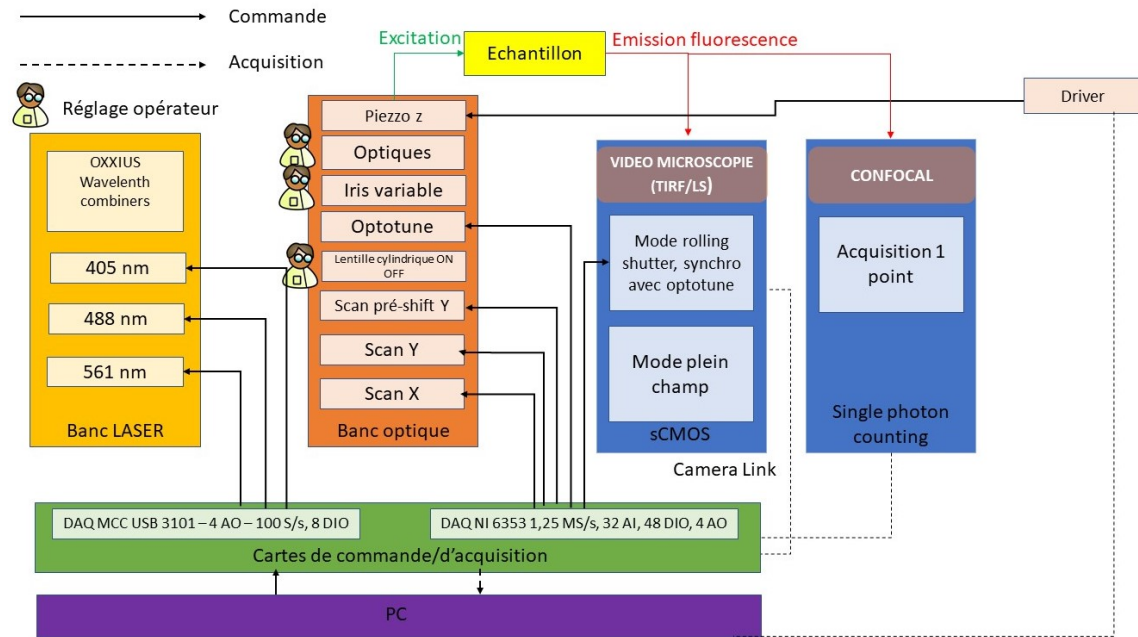 Commande
Acquisition
Réglage opérateur
Excitation
Echantillon
Emission fluorescence
Driver
OXXIUS
Wavelenth
combiners
405 nm
488 nm
561 nm
Banc LASER
Piezzo z
Optiques
Iris variable
Optotune
Lentille cylindrique ON
OFF
Scan pré-shift Y
Scan Y
Scan X
Banc optique
VIDEO MICROSCOPIE
(TIRF/LS)
Mode rolling
shutter, synchro
avec optotune
Mode plein
champ
sCMOS
CONFOCAL
Acquisition 1
point
Single photon
counting
Camera Link
DAQ MCC USB 3101 – 4 AO – 100 S/s, 8 DIO
DAQ NI 6353 1,25 MS/s, 32 AI, 48 DIO, 4 AO
Cartes de commande/d’acquisition
PC